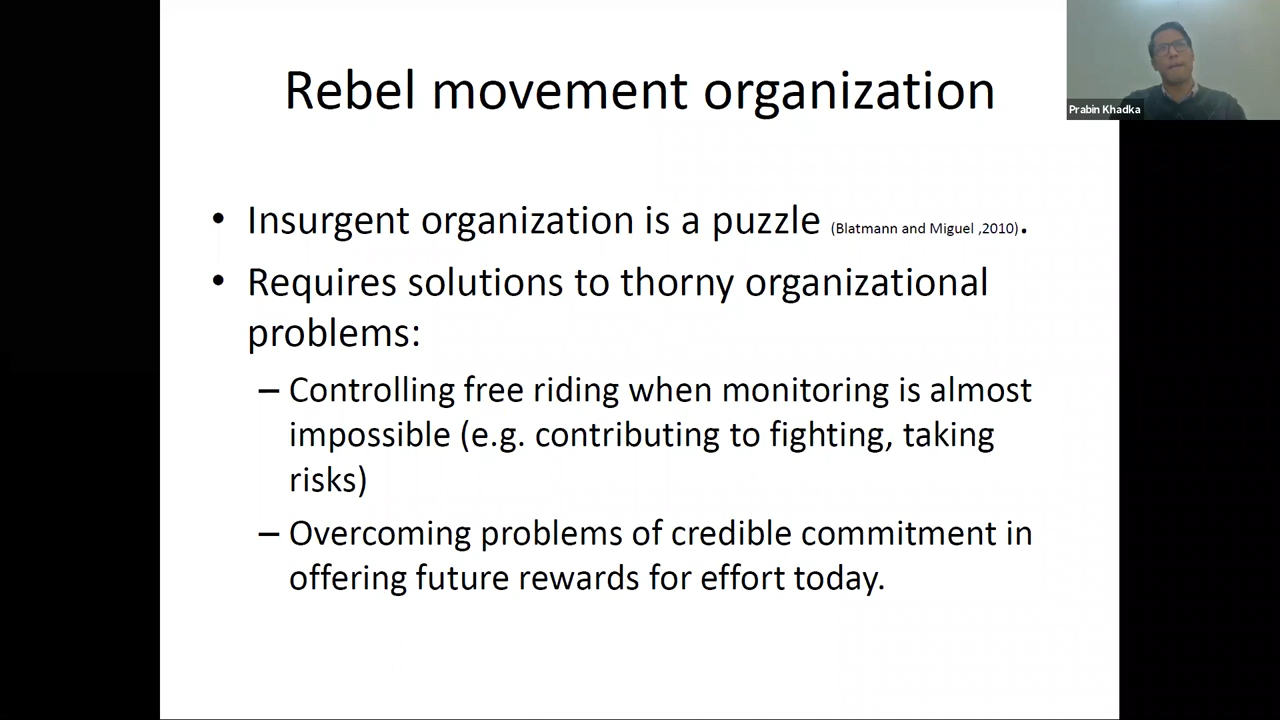 Rebel movement organization
Prabin Khadka
• Insurgent organization is a puzzle (Blatmann and Miguel ,2010).
• Requires solutions to thorny organizational
problems:
– Controlling free riding when monitoring is almost
impossible (e.g. contributing to fighting, taking
risks)
– Overcoming problems of credible commitment in
offering future rewards for effort today.